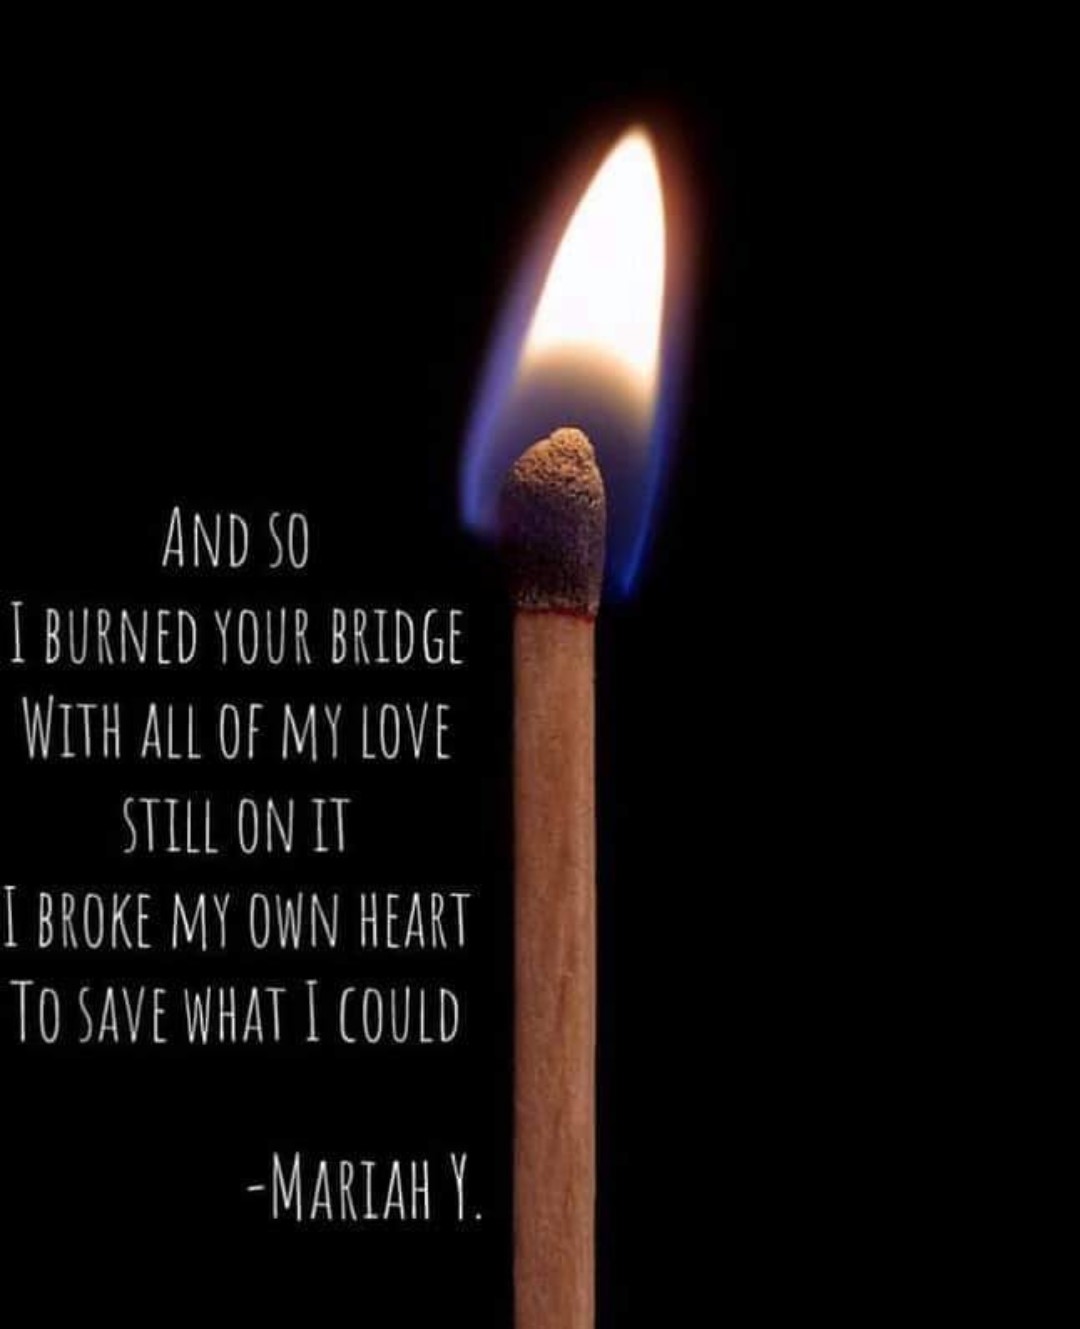 And so
I burned your bridge
With all of my love
still on it
I broke my own heart
To save what I could
-Mariah Y.